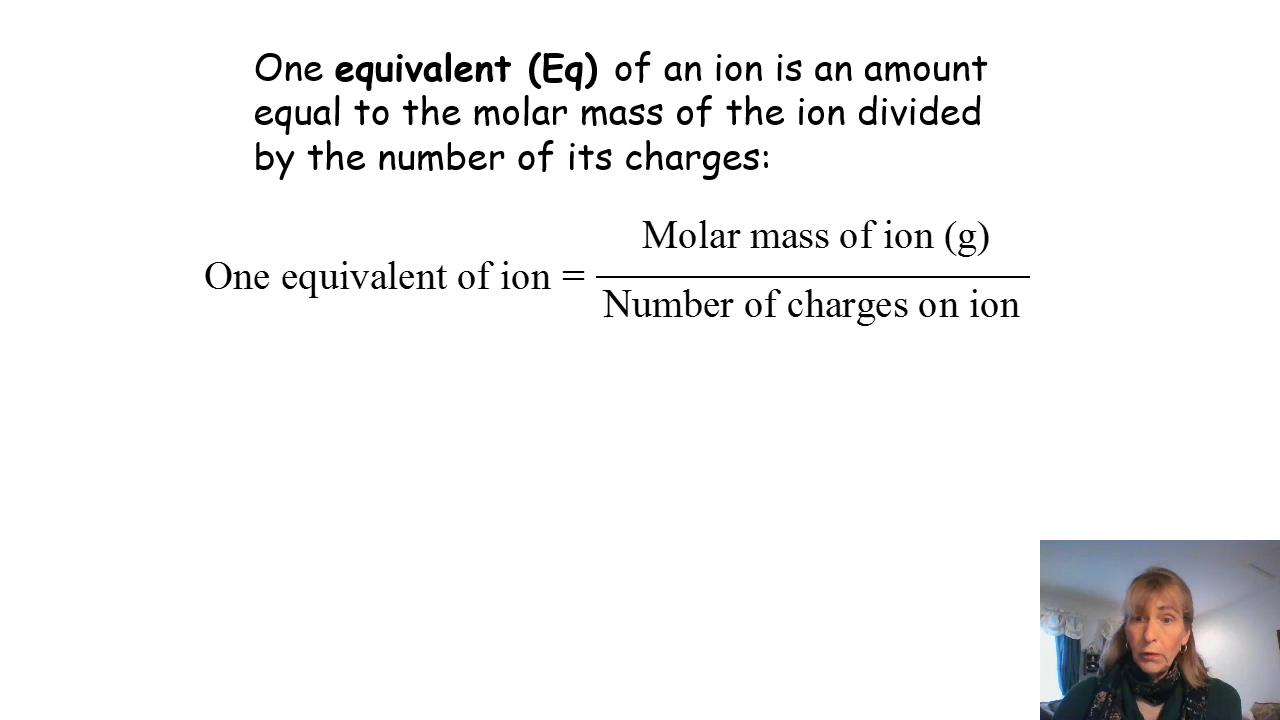 One equivalent (Eq) of an ion is an amount
equal to the molar mass of the ion divided
by the number of its charges:
Molar mass of ion (g)
One equivalent of ion =
Number of charges on ion